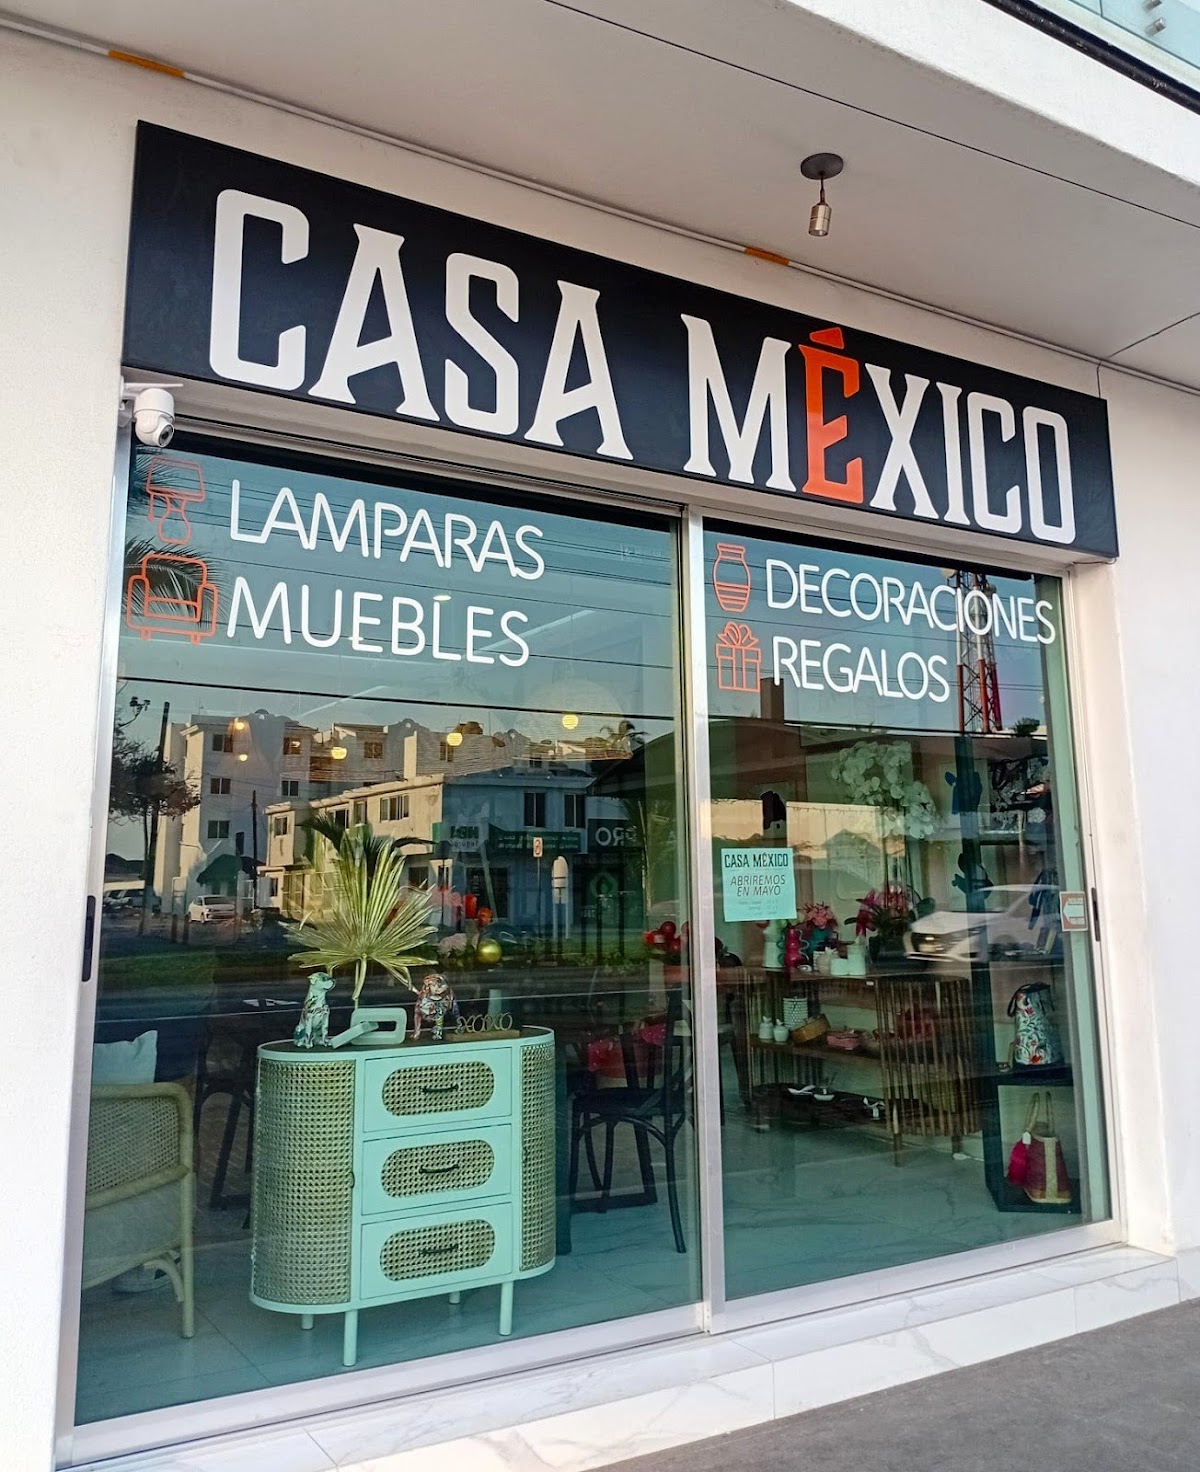 CASA MÉXICO
LAMPARAS
MUEBLES
DECORACIONES
REGALOS
CASA MÉXICO
ABRIREMOS
EN MAYO